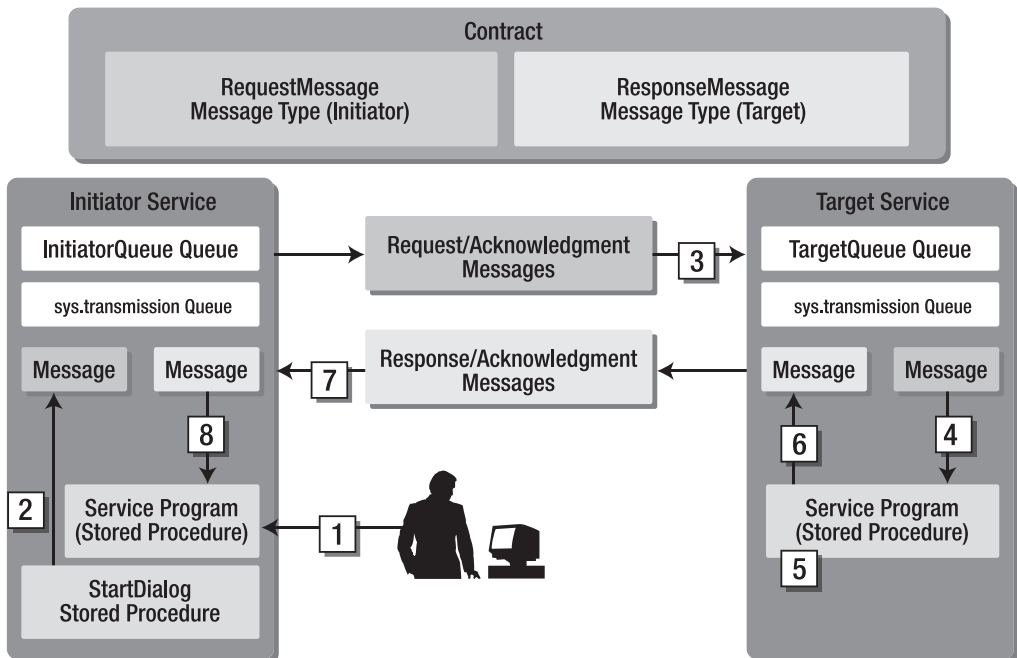 Contract
RequestMessage
Message Type (Initiator)
ResponseMessage
Message Type (Target)
Initiator Service
InitiatorQueue Queue
sys.transmission Queue
Message
Message
8
2
Service Program
(Stored Procedure)
StartDialog
Stored Procedure
Request/Acknowledgment
Messages
3
Response/Acknowledgment
Messages
7
1
Target Service
TargetQueue Queue
sys.transmission Queue
Message
Message
6
4
Service Program
(Stored Procedure)
5